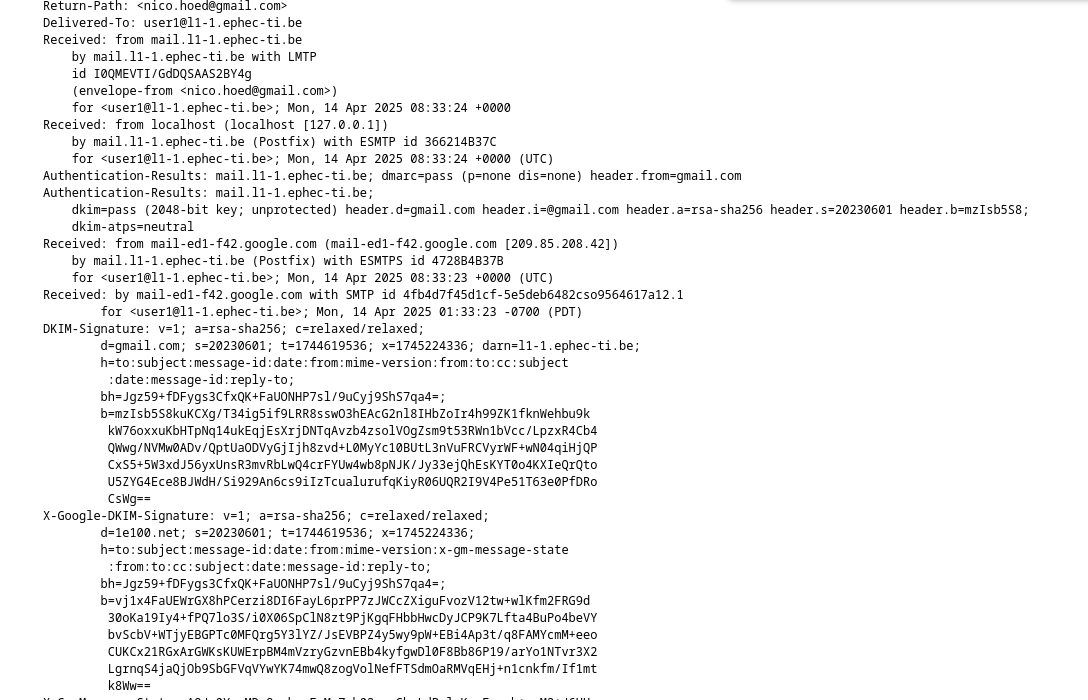 Return-Path: <nico.hoed@gmail.com>
Delivered-To: user1@l1-1.ephec-ti.be
Received: from mail.l1-1.ephec-ti.be
by mail.l1-1.ephec-ti.be with LMTP
id I0QMEVTI/GdDQSAAS2BY4g
(envelope-from <nico.hoed@gmail.com>)
for <user1@l1-1.ephec-ti.be>; Mon, 14 Apr 2025 08:33:24 +0000
Received: from localhost (localhost [127.0.0.1])
by mail.l1-1.ephec-ti.be (Postfix) with ESMTP id 366214B37C
for <user1@l1-1.ephec-ti.be>; Mon, 14 Apr 2025 08:33:24 +0000 (UTC)
Authentication-Results: mail.l1-1.ephec-ti.be; dmarc=pass (p=none dis=none) header.from=gmail.com
Authentication-Results: mail.l1-1.ephec-ti.be;
dkim=pass (2048-bit key; unprotected) header.d=gmail.com header.i=@gmail.com header.a=rsa-sha256 header.s=20230601 header.b=mzIsb5S8;
dkim-atps=neutral
Received: from mail-ed1-f42.google.com (mail-ed1-f42.google.com [209.85.208.42])
by mail.l1-1.ephec-ti.be (Postfix) with ESMTPS id 4728B4B37B
for <user1@l1-1.ephec-ti.be>; Mon, 14 Apr 2025 08:33:23 +0000 (UTC)
Received: by mail-ed1-f42.google.com with SMTP id 4fb4d7f45d1cf-5e5deb6482cso9564617a12.1
for <user1@l1-1.ephec-ti.be>; Mon, 14 Apr 2025 01:33:23 -0700 (PDT)
DKIM-Signature: v=1; a=rsa-sha256; c=relaxed/relaxed;
d=gmail.com; s=20230601; t=1744619536; x=1745224336; darn=l1-1.ephec-ti.be;
h=to:subject:message-id:date:from:mime-version:from:to:cc:subject
:date:message-id:reply-to;
bh=Jgz59+fDFygs3CfxQK+FaUONHP7sl/9uCyj9ShS7qa4=;
b=mzIsb5S8kuKCXg/T34ig5if9LRR8sswO3hEAcG2nl8IHbZoIr4h99ZK1fknWehbu9k
kW76oxxuKbHTpNq14ukEqjEsXrjDNTqAvzb4zsolVOgZsm9t53RWn1bVcc/LpzxR4Cb4
QWwg/NVMw0ADv/QptUaODVyGjIjh8zvd+L0MyYc10BUtL3nVuFRCVyrWF+wN04qiHjQP
CxS5+5W3xdJ56yxUnsR3mvRbLwQ4crFYUw4wb8pNJK/Jy33ejQhEsKYT0o4KXIeQrQto
U5ZYG4Ece8BJWdH/Si929An6cs9iIzTcualurufqKiyR06UQR2I9V4Pe51T63e0PfDRo
CsWg==
X-Google-DKIM-Signature: v=1; a=rsa-sha256; c=relaxed/relaxed;
d=1e100.net; s=20230601; t=1744619536; x=1745224336;
h=to:subject:message-id:date:from:mime-version:x-gm-message-state
:from:to:cc:subject:date:message-id:reply-to;
bh=Jgz59+fDFygs3CfxQK+FaUONHP7sl/9uCyj9ShS7qa4=;
b=vj1x4FaUEWrGX8hPCerzi8DI6FayL6prPP7zJWCcZXiguFvozV12tw+wlKfm2FRG9d
30oKa19Iy4+fPQ7lo3S/i0X06SpClN8zt9PjKgqFHbbHwcDyJCP9K7Lfta4BuPo4beVY
bvScbV+WTjyEBGPTc0MFQrg5Y3lYZ/JsEVBPZ4y5wy9pW+EBi4Ap3t/q8FAMYcmM+eeo
CUKCx21RGxArGWKsKUWErpBM4mVzryGzvnEBb4kyfgwDl0F8Bb86P19/arYo1NTvr3X2
LgrnqS4jaQjOb9SbGFVqVYwYK74mwQ8zogVolNefFTSdmOaRMVqEHj+n1cnkfm/If1mt
k8Ww==